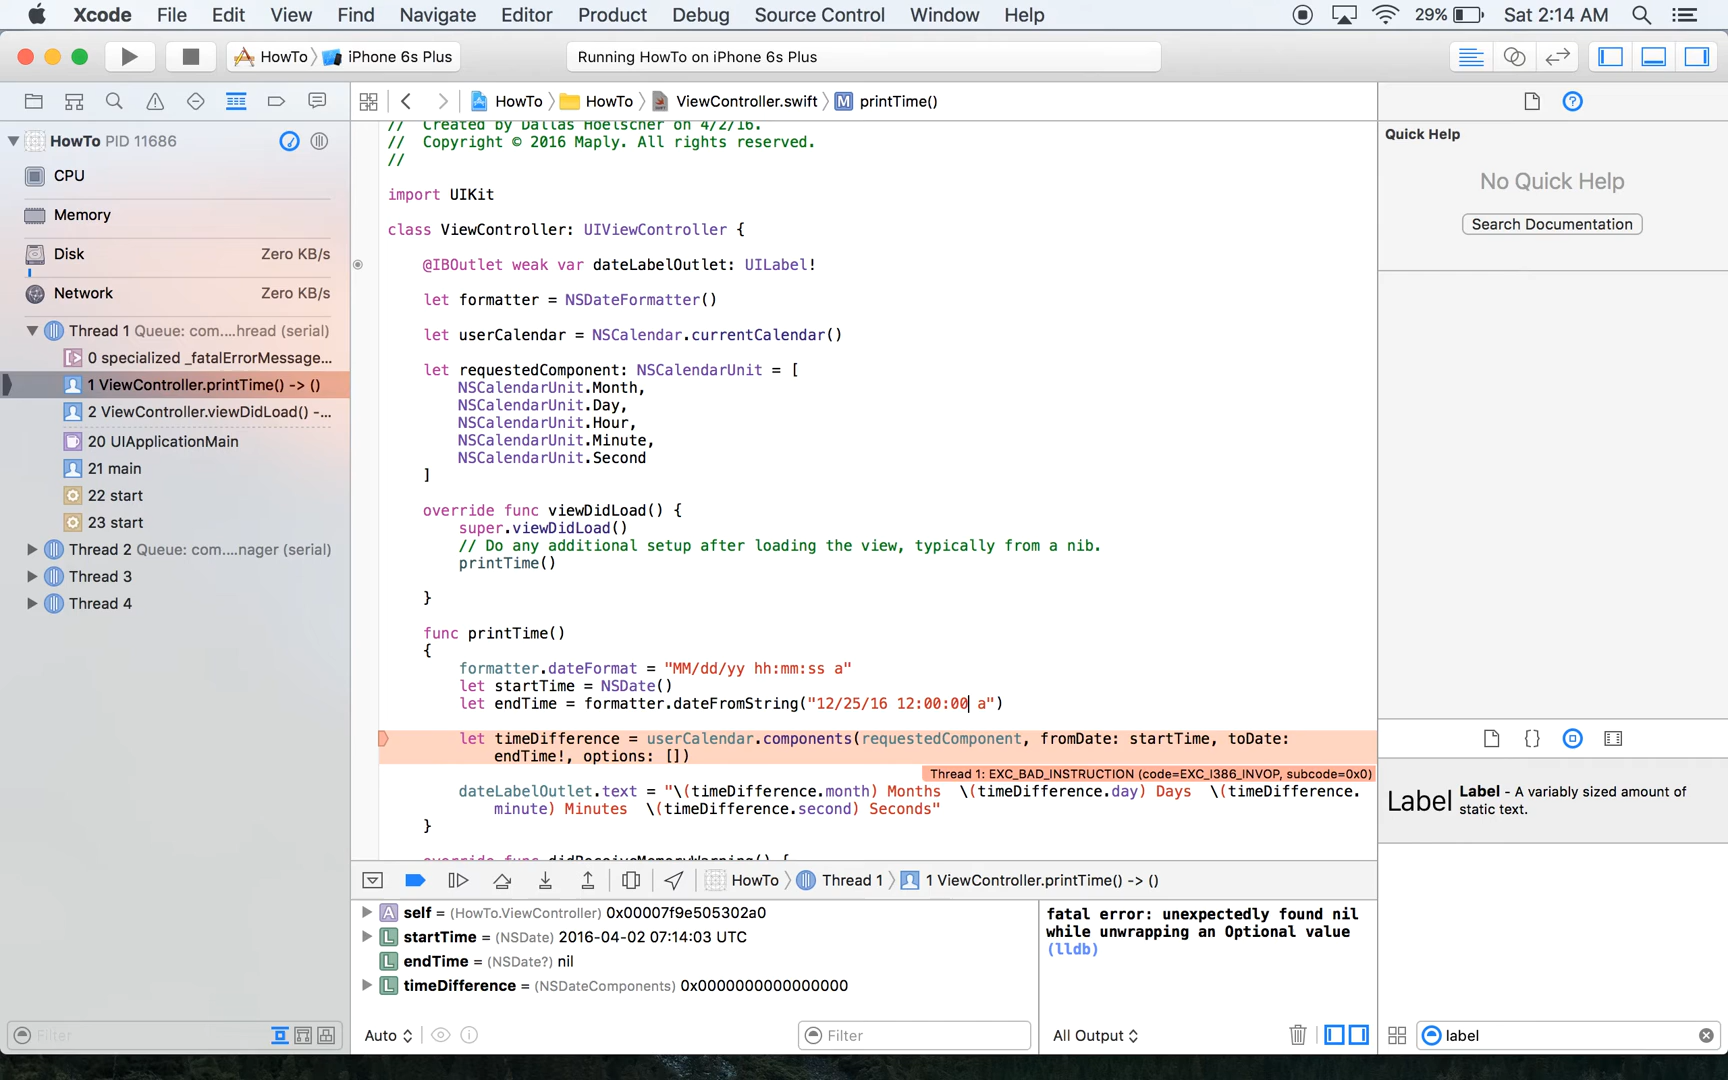 Xcode File Edit View Find Navigate Editor Product Debug Source Control Window Help 29% Sat 2:14 AM
HowTo iPhone 6s Plus Running HowTo on iPhone 6s Plus
HowTo HowTo ViewController.swift M printTime()
// Created by Dallas Hoelscher on 4/2/16.
// Copyright © 2016 Maply. All rights reserved.
//
import UIKit
class ViewController: UIViewController {
@IBOutlet weak var dateLabelOutlet: UILabel!
let formatter = NSDateFormatter()
let userCalendar = NSCalendar.currentCalendar()
let requestedComponent: NSCalendarUnit = [
NSCalendarUnit.Month,
NSCalendarUnit.Day,
NSCalendarUnit.Hour,
NSCalendarUnit.Minute,
NSCalendarUnit.Second
]
override func viewDidLoad() {
super.viewDidLoad()
// Do any additional setup after loading the view, typically from a nib.
printTime()
}
func printTime()
{
formatter.dateFormat = "MM/dd/yy hh:mm:ss a"
let startTime = NSDate()
let endTime = formatter.dateFromString("12/25/16 12:00:00 a")
let timeDifference = userCalendar.components(requestedComponent, fromDate: startTime, toDate:
endTime!, options: [])
Thread 1: EXC_BAD_INSTRUCTION (code=EXC_I386_INVOP, subcode=0x0)
dateLabelOutlet.text = "\(timeDifference.month) Months \(timeDifference.day) Days \(timeDifference.
minute) Minutes \(timeDifference.second) Seconds"
}
override func didReceiveMemoryWarning() {
HowTo PID 11686
CPU
Memory
Disk Zero KB/s
Network Zero KB/s
Thread 1 Queue: com....hread (serial)
0 specialized _fatalErrorMessage...
1 ViewController.printTime() -> ()
2 ViewController.viewDidLoad() -...
20 UIApplicationMain
21 main
22 start
23 start
Thread 2 Queue: com....nager (serial)
Thread 3
Thread 4
Filter
Quick Help
No Quick Help
Search Documentation
{}
Label Label - A variably sized amount of
static text.
label
HowTo Thread 1 1 ViewController.printTime() -> ()
A self = (HowTo.ViewController) 0x00007f9e505302a0
L startTime = (NSDate) 2016-04-02 07:14:03 UTC
L endTime = (NSDate?) nil
L timeDifference = (NSDateComponents) 0x0000000000000000
Auto Filter
fatal error: unexpectedly found nil
while unwrapping an Optional value
(lldb)
All Output